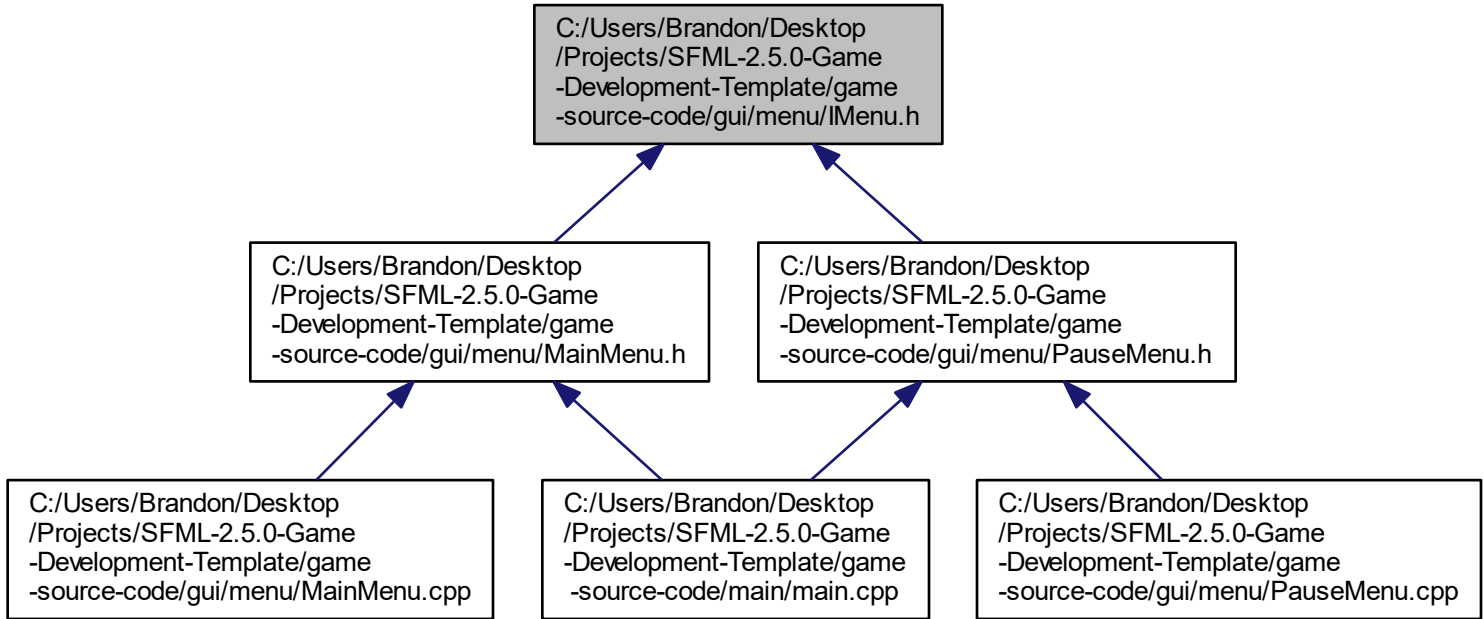 C:/Users/Brandon/Desktop
/Projects/SFML-2.5.0-Game
-Development-Template/game
-source-code/gui/menu/IMenu.h
C:/Users/Brandon/Desktop
/Projects/SFML-2.5.0-Game
-Development-Template/game
-source-code/gui/menu/MainMenu.h
C:/Users/Brandon/Desktop
/Projects/SFML-2.5.0-Game
-Development-Template/game
-source-code/gui/menu/PauseMenu.h
C:/Users/Brandon/Desktop
/Projects/SFML-2.5.0-Game
-Development-Template/game
-source-code/gui/menu/MainMenu.cpp
C:/Users/Brandon/Desktop
/Projects/SFML-2.5.0-Game
-Development-Template/game
-source-code/main/main.cpp
C:/Users/Brandon/Desktop
/Projects/SFML-2.5.0-Game
-Development-Template/game
-source-code/gui/menu/PauseMenu.cpp